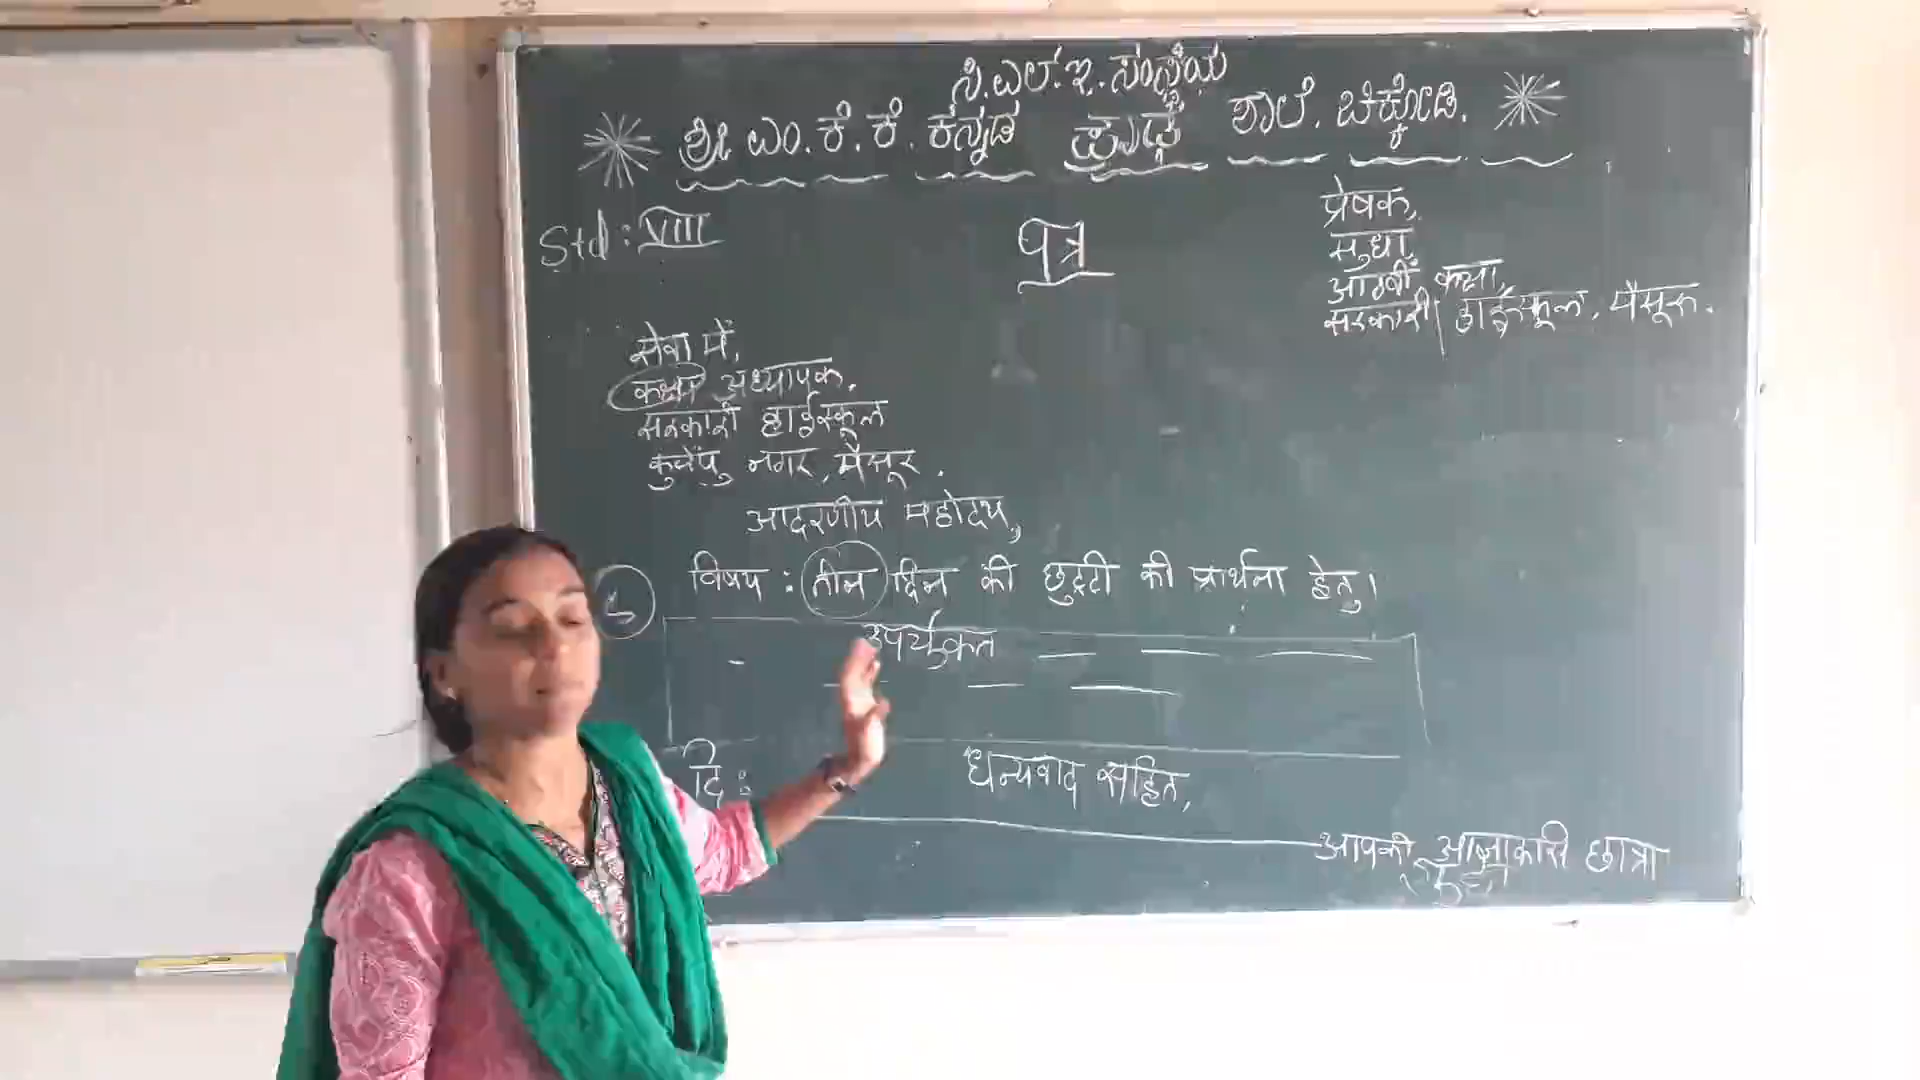 ಸಿ.ಎಲ್.ಇ. ಸಂಸ್ಥೆಯ
ಶ್ರೀ ಎಂ. ಕೆ. ಕೆ. ಕನ್ನಡ ಪ್ರೌಢ ಶಾಲೆ. ಚಿಕ್ಕೋಡಿ.
Std : VIII
पत्र
प्रेषक,
सुधा,
आठवीं कक्षा,
सरकारी हाईस्कूल, मैसूरु.
सेवा में,
कक्षा अध्यापक,
सरकारी हाईस्कूल
कुवेंपु नगर, मैसूर.
आदरणीय महोदय,
विषय : तीन दिन की छुट्टी की प्रार्थना हेतु।
उपर्युक्त
दि :
धन्यवाद सहित,
आपकी आज्ञाकारी छात्रा